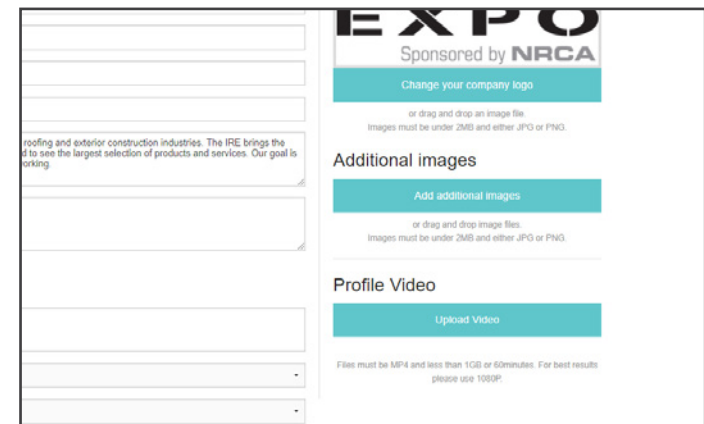 EXPO
Sponsored by NRCA
Change your company logo
or drag and drop an image file
Images must be under 2MB and either JPG or PNG.
roofing and exterior construction industries. The IRE brings the
d to see the largest selection of products and services. Our goal is
orking.
Additional images
Add additional images
or drag and drop image files.
Images must be under 2MB and either JPG or PNG.
Profile Video
Upload Video
Files must be MP4 and less than 1GB or 60minutes. For best results
please use 1080P.